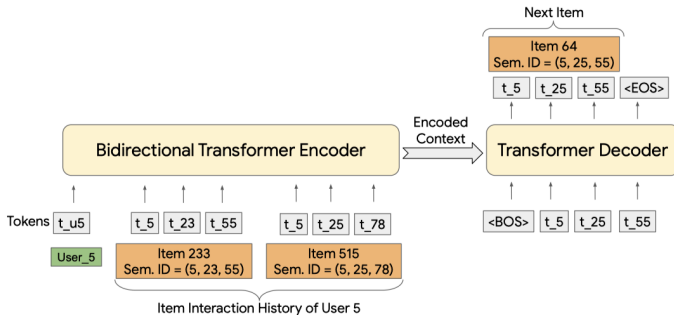 Next Item
Item 64
Sem. ID = (5, 25, 55)
t_5 t_25 t_55 <EOS>
Encoded
Context
Bidirectional Transformer Encoder
Transformer Decoder
Tokens t_u5 t_5 t_23 t_55 t_5 t_25 t_78
<BOS> t_5 t_25 t_55
User_5
Item 233
Sem. ID = (5, 23, 55)
Item 515
Sem. ID = (5, 25, 78)
Item Interaction History of User 5